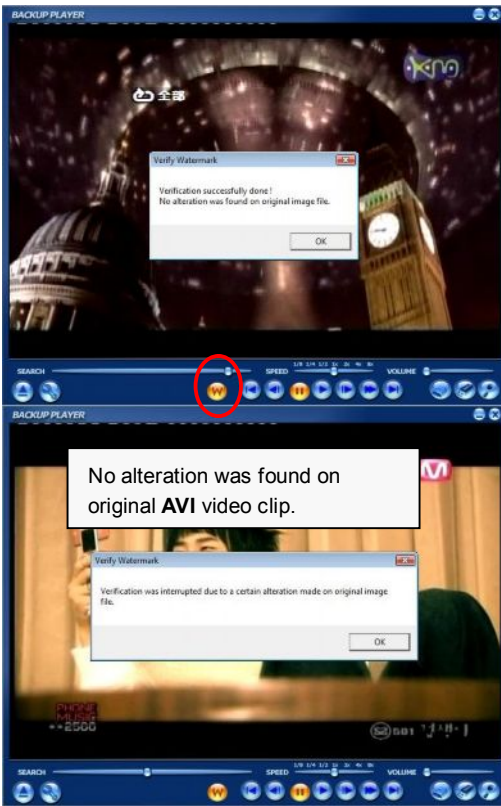 BACKUP PLAYER
全部
Verify Watermark
Verification successfully done !
No alteration was found on original image file.
OK
SEARCH
SPEED
1/8 1/4 1/2 1x 2x 4x 8x
VOLUME
W
BACKUP PLAYER
No alteration was found on
original AVI video clip.
Verify Watermark
Verification was interrupted due to a certain alteration made on original image
file.
OK
PHONE
MUSIC
**2500
SEARCH
SPEED
1/8 1/4 1/2 1x 2x 4x 8x
VOLUME
W